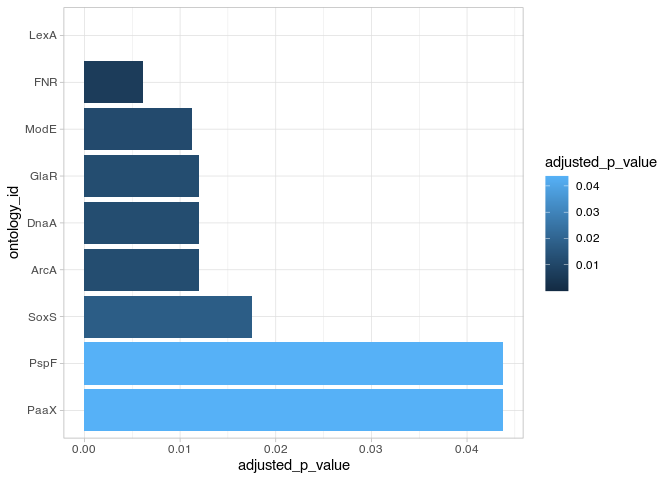 LexA
FNR
ModE
GlaR
DnaA
ArcA
SoxS
PspF
PaaX
ontology_id
0.00 0.01 0.02 0.03 0.04
adjusted_p_value
adjusted_p_value
0.04
0.03
0.02
0.01